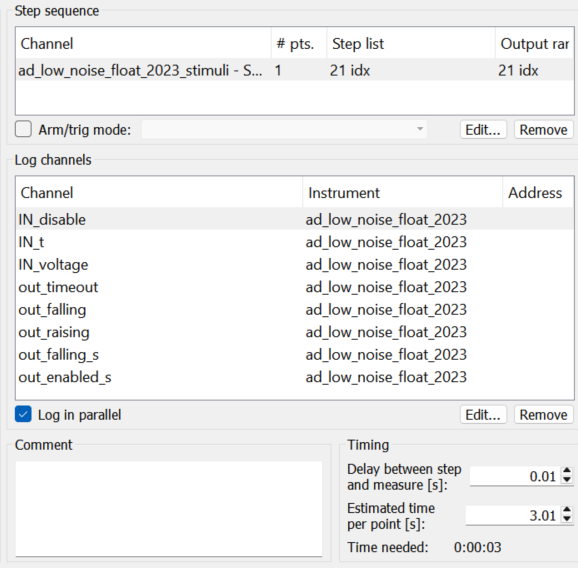 Step sequence
Channel # pts. Step list Output rar
ad_low_noise_float_2023_stimuli - S... 1 21 idx 21 idx
Arm/trig mode: Edit... Remove
Log channels
Channel Instrument Address
IN_disable ad_low_noise_float_2023
IN_t ad_low_noise_float_2023
IN_voltage ad_low_noise_float_2023
out_timeout ad_low_noise_float_2023
out_falling ad_low_noise_float_2023
out_raising ad_low_noise_float_2023
out_falling_s ad_low_noise_float_2023
out_enabled_s ad_low_noise_float_2023
Log in parallel Edit... Remove
Comment Timing
Delay between step
and measure [s]: 0.01
Estimated time
per point [s]: 3.01
Time needed: 0:00:03